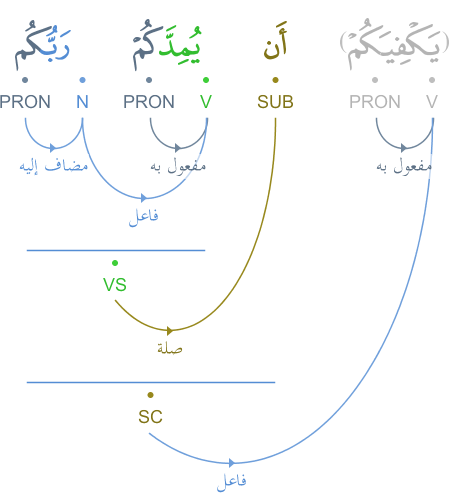 (يَكْفِيَكُمْ) أَن يُمِدَّكُمْ رَبُّكُم
V PRON SUB V PRON N PRON
مفعول به مفعول به مضاف إليه
فاعل
VS
صلة
SC
فاعل